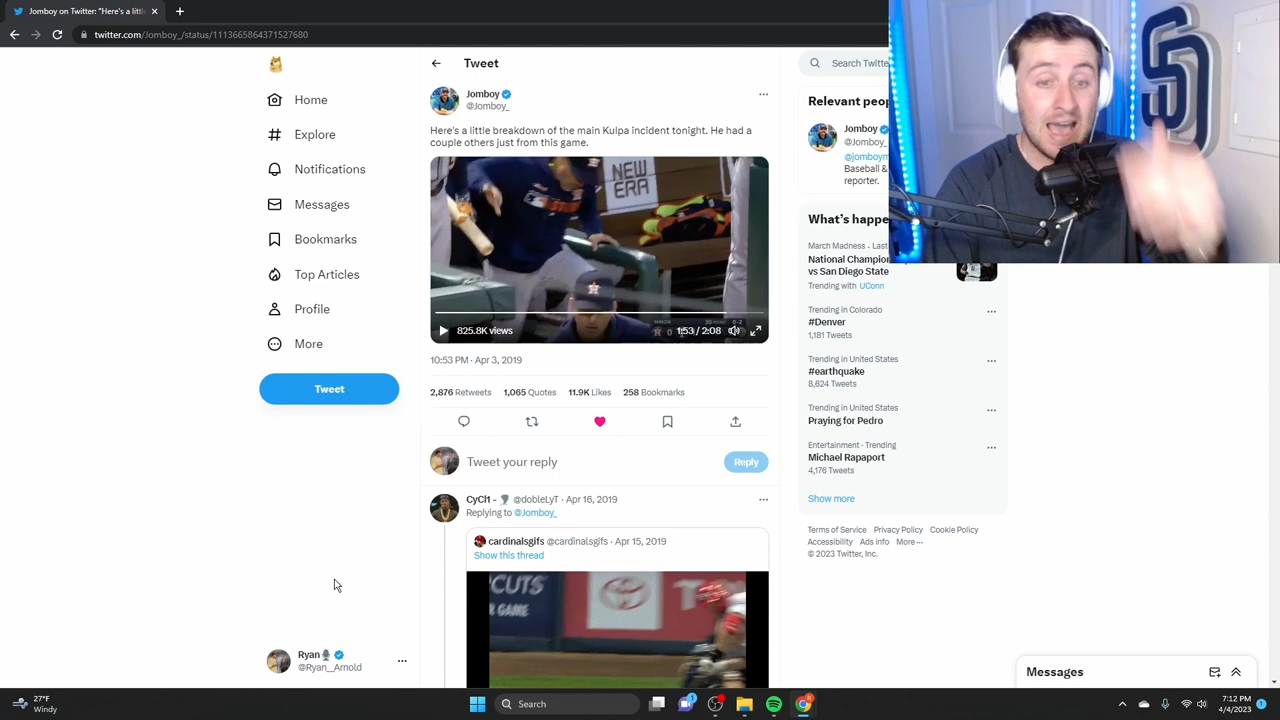 Jomboy on Twitter: "Here's a littl
twitter.com/Jomboy_/status/1113665864371527680
Home
Explore
Notifications
Messages
Bookmarks
Top Articles
Profile
More
Tweet
Ryan
@Ryan__Arnold
Tweet
Jomboy
@Jomboy_
Here's a little breakdown of the main Kulpa incident tonight. He had a
couple others just from this game.
NEW
ERA
825.8K views
1:53 / 2:08
10:53 PM · Apr 3, 2019
2,876 Retweets 1,065 Quotes 11.9K Likes 258 Bookmarks
Tweet your reply
Reply
CyCl1 - @dobleLyT · Apr 16, 2019
Replying to @Jomboy_
cardinalsgifs @cardinalsgifs · Apr 15, 2019
Show this thread
CUTS
GAME
Search Twitte
Relevant peop
Jomboy
@Jomboy_
@jomboym
Baseball &
reporter.
What's happe
March Madness · Last
National Champion
vs San Diego State
Trending with UConn
Trending in Colorado
#Denver
1,181 Tweets
Trending in United States
#earthquake
8,624 Tweets
Trending in United States
Praying for Pedro
Entertainment · Trending
Michael Rapaport
4,176 Tweets
Show more
Terms of Service Privacy Policy Cookie Policy
Accessibility Ads info More
© 2023 Twitter, Inc.
Messages
27°F
Windy
Search
7:12 PM
4/4/2023